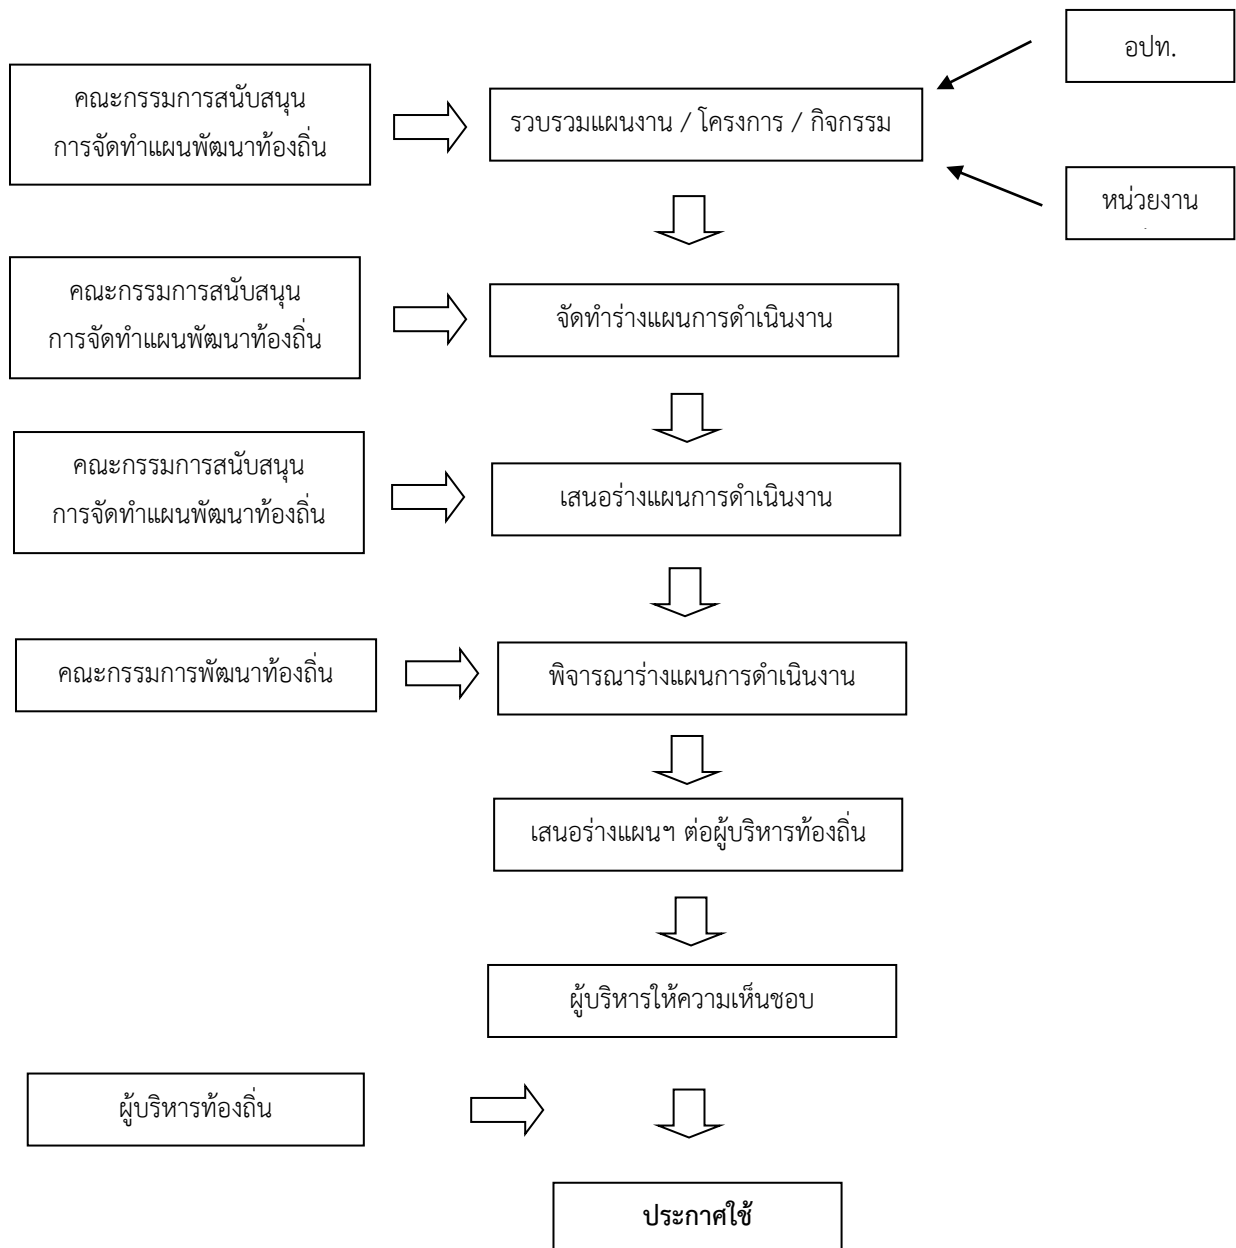 อปท.
คณะกรรมการสนับสนุน
การจัดทำแผนพัฒนาท้องถิ่น
รวบรวมแผนงาน / โครงการ / กิจกรรม
หน่วยงาน
คณะกรรมการสนับสนุน
การจัดทำแผนพัฒนาท้องถิ่น
จัดทำร่างแผนการดำเนินงาน
คณะกรรมการสนับสนุน
การจัดทำแผนพัฒนาท้องถิ่น
เสนอร่างแผนการดำเนินงาน
คณะกรรมการพัฒนาท้องถิ่น
พิจารณาร่างแผนการดำเนินงาน
เสนอร่างแผนฯ ต่อผู้บริหารท้องถิ่น
ผู้บริหารให้ความเห็นชอบ
ผู้บริหารท้องถิ่น
ประกาศใช้